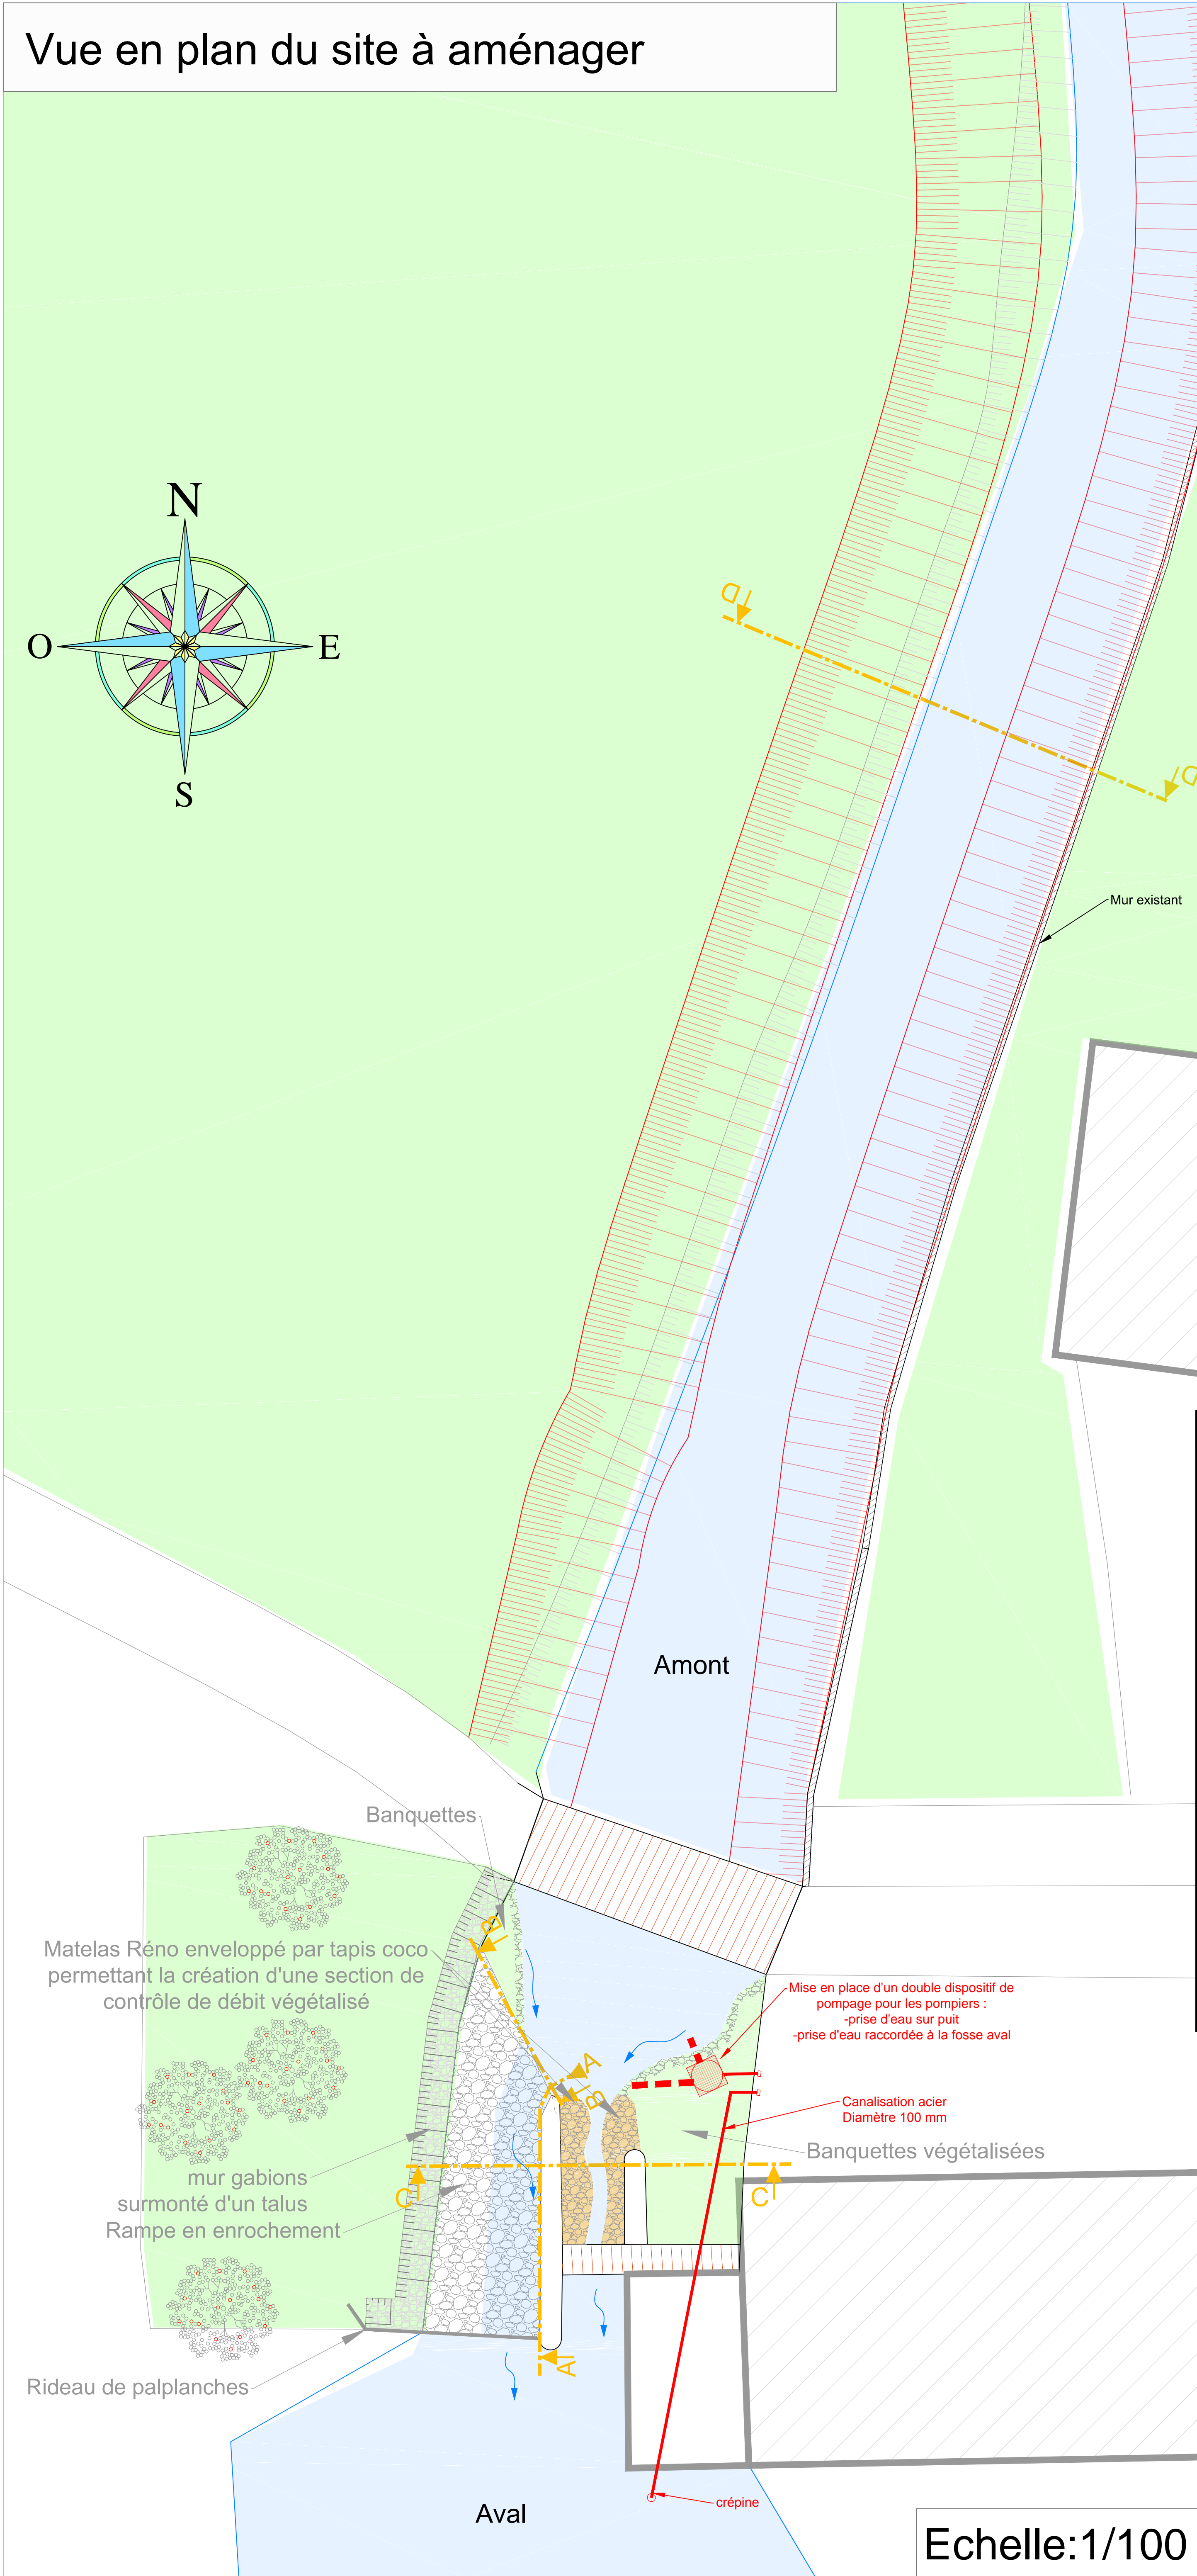 Vue en plan du site à aménager
N
O
E
S
D
D
Mur existant
Amont
Banquettes
B
Matelas Réno enveloppé par tapis coco
permettant la création d'une section de
contrôle de débit végétalisé
Mise en place d'un double dispositif de
pompage pour les pompiers :
-prise d'eau sur puit
-prise d'eau raccordée à la fosse aval
A
B
Canalisation acier
Diamètre 100 mm
Banquettes végétalisées
mur gabions
surmonté d'un talus
C
C
Rampe en enrochement
A
Rideau de palplanches
crépine
Aval
Echelle:1/100